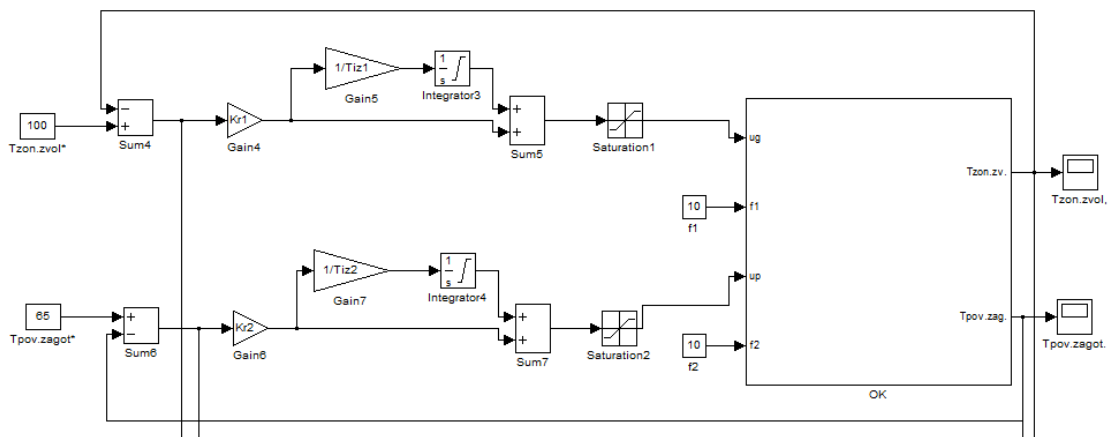 1/Tiz1
1
s
Gain5
Integrator3
−
+
100
Tzon.zvol*
Sum4
Kr1
Gain4
+
+
Sum5
Saturation1
ug
Tzon.zv.
Tzon.zvol,
10
f1
f1
1/Tiz2
1
s
Gain7
Integrator4
up
65
Tpov.zagot*
+
−
Sum6
Kr2
Gain6
+
+
Sum7
Saturation2
10
f2
f2
Tpov.zag.
Tpov.zagot.
OK